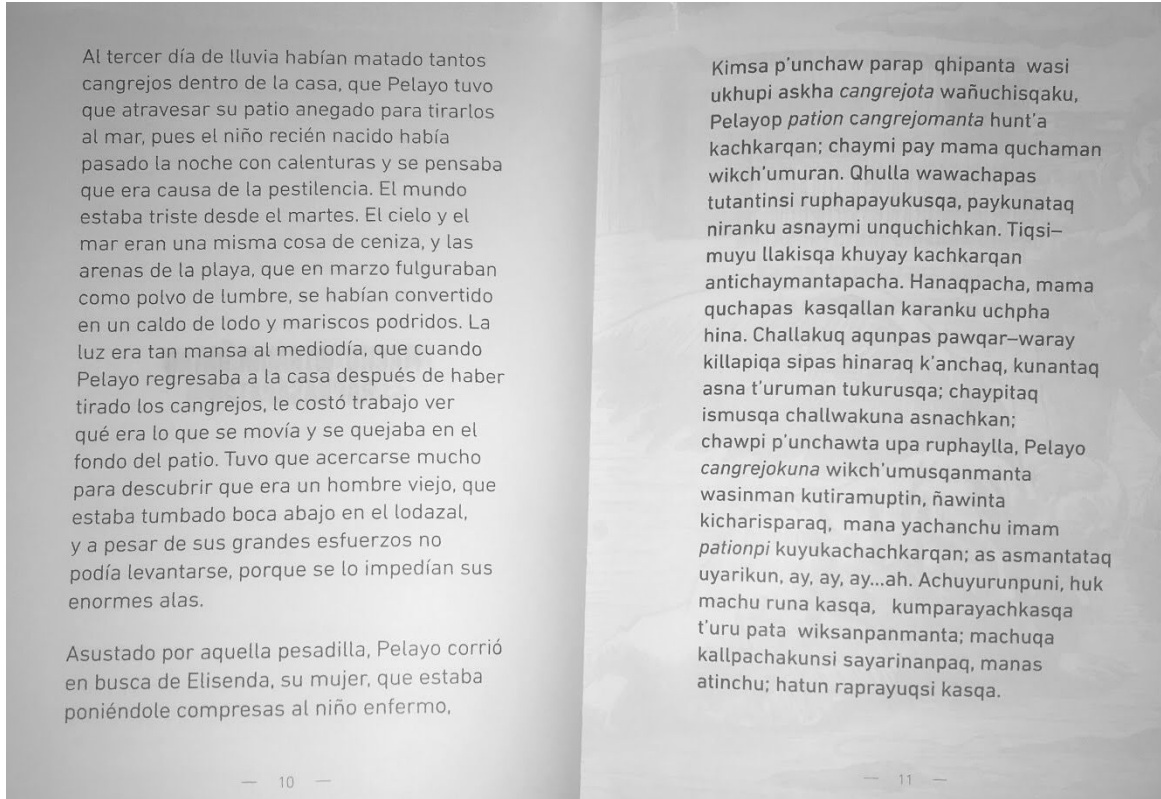 Al tercer día de lluvia habían matado tantos
cangrejos dentro de la casa, que Pelayo tuvo
que atravesar su patio anegado para tirarlos
al mar, pues el niño recién nacido había
pasado la noche con calenturas y se pensaba
que era causa de la pestilencia. El mundo
estaba triste desde el martes. El cielo y el
mar eran una misma cosa de ceniza, y las
arenas de la playa, que en marzo fulguraban
como polvo de lumbre, se habían convertido
en un caldo de lodo y mariscos podridos. La
luz era tan mansa al mediodía, que cuando
Pelayo regresaba a la casa después de haber
tirado los cangrejos, le costó trabajo ver
qué era lo que se movía y se quejaba en el
fondo del patio. Tuvo que acercarse mucho
para descubrir que era un hombre viejo, que
estaba tumbado boca abajo en el lodazal,
y a pesar de sus grandes esfuerzos no
podía levantarse, porque se lo impedían sus
enormes alas.
Asustado por aquella pesadilla, Pelayo corrió
en busca de Elisenda, su mujer, que estaba
poniéndole compresas al niño enfermo,
— 10 —
Kimsa p'unchaw parap qhipanta wasi
ukhupi askha cangrejota wañuchisqaku,
Pelayop pation cangrejomanta hunt'a
kachkarqan; chaymi pay mama quchaman
wikch'umuran. Qhulla wawachapas
tutantinsi ruphapayukusqa, paykunataq
niranku asnaymi unquchichkan. Tiqsi–
muyu llakisqa khuyay kachkarqan
antichaymantapacha. Hanaqpacha, mama
quchapas kasqallan karanku uchpha
hina. Challakuq aqunpas pawqar–waray
killapiqa sipas hinaraq k'anchaq, kunantaq
asna t'uruman tukurusqa; chaypitaq
ismusqa challwakuna asnachkan;
chawpi p'unchawta upa ruphaylla, Pelayo
cangrejokuna wikch'umusqanmanta
wasinman kutiramuptin, ñawinta
kicharisparaq, mana yachanchu imam
pationpi kuyukachachkarqan; as asmantataq
uyarikun, ay, ay, ay...ah. Achuyurunpuni, huk
machu runa kasqa, kumparayachkasqa
t'uru pata wiksanpanmanta; machuqa
kallpachakunsi sayarinanpaq, manas
atinchu; hatun raprayuqsi kasqa.
— 11 —